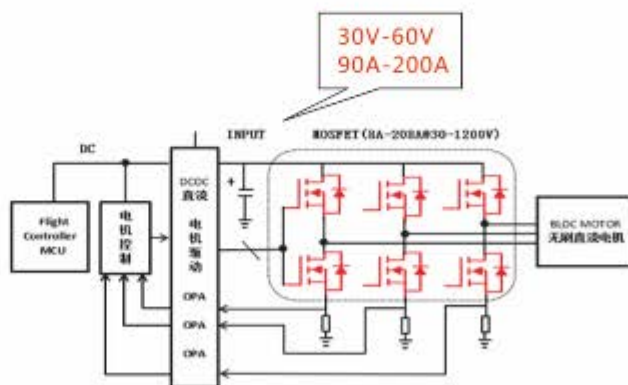 30V-60V
90A-200A
INPUT
MOSFET(8A-208A@30-1200V)
DC
DCDC
直流
电机驱动
Flight
Controller
MCU
电机控制
BLDC MOTOR
无刷直流电机
OPA
OPA
OPA